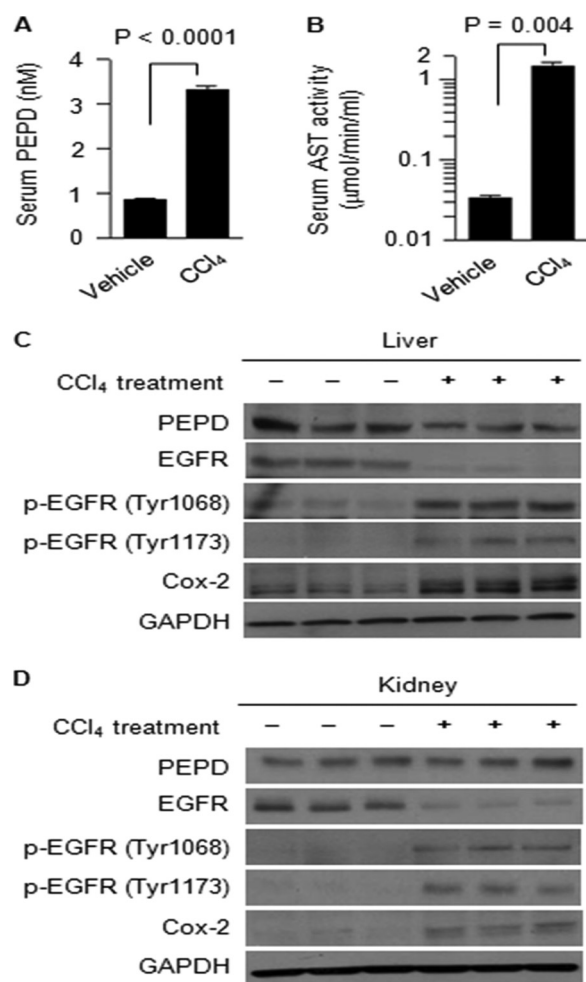 A
P < 0.0001
Serum PEPD (nM)
4
3
2
1
0
Vehicle
CCl₄
B
P = 0.004
Serum AST activity
(µmol/min/ml)
2
1
0.1
0.01
Vehicle
CCl₄
C
Liver
CCl₄ treatment – – – + + +
PEPD
EGFR
p-EGFR (Tyr1068)
p-EGFR (Tyr1173)
Cox-2
GAPDH
D
Kidney
CCl₄ treatment – – – + + +
PEPD
EGFR
p-EGFR (Tyr1068)
p-EGFR (Tyr1173)
Cox-2
GAPDH